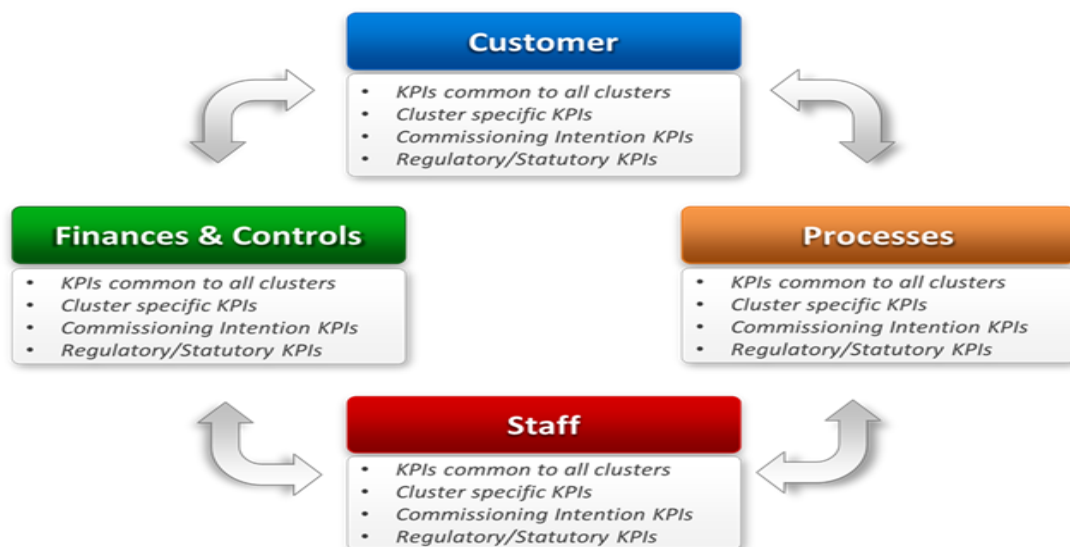 Customer
• KPIs common to all clusters
• Cluster specific KPIs
• Commissioning Intention KPIs
• Regulatory/Statutory KPIs
Finances & Controls
• KPIs common to all clusters
• Cluster specific KPIs
• Commissioning Intention KPIs
• Regulatory/Statutory KPIs
Processes
• KPIs common to all clusters
• Cluster specific KPIs
• Commissioning Intention KPIs
• Regulatory/Statutory KPIs
Staff
• KPIs common to all clusters
• Cluster specific KPIs
• Commissioning Intention KPIs
• Regulatory/Statutory KPIs